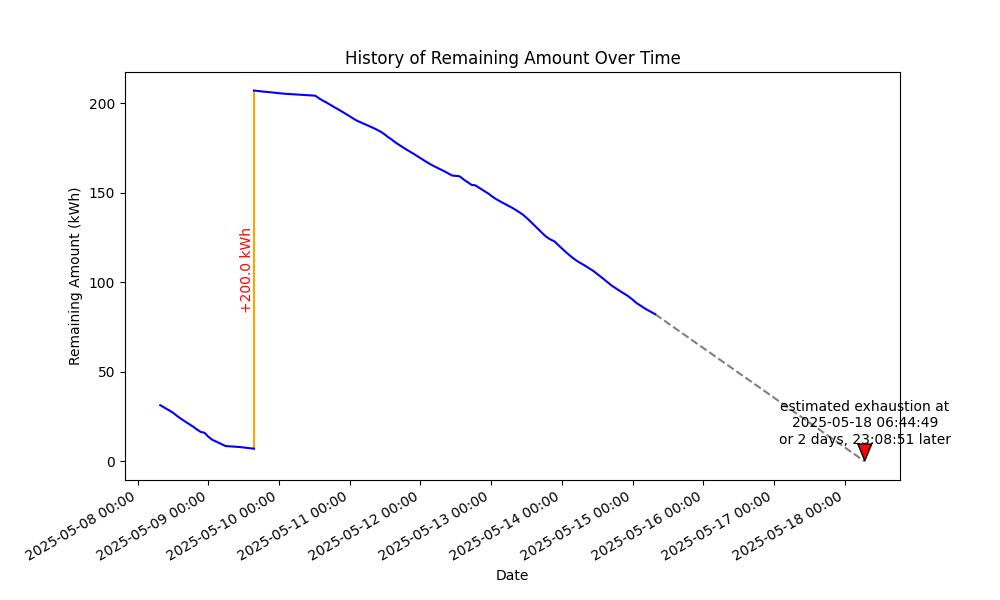 History of Remaining Amount Over Time
Remaining Amount (kWh)
200
150
100
50
0
+200.0 kWh
estimated exhaustion at
2025-05-18 06:44:49
or 2 days, 23:08:51 later
2025-05-08 00:00
2025-05-09 00:00
2025-05-10 00:00
2025-05-11 00:00
2025-05-12 00:00
2025-05-13 00:00
2025-05-14 00:00
2025-05-15 00:00
2025-05-16 00:00
2025-05-17 00:00
2025-05-18 00:00
Date